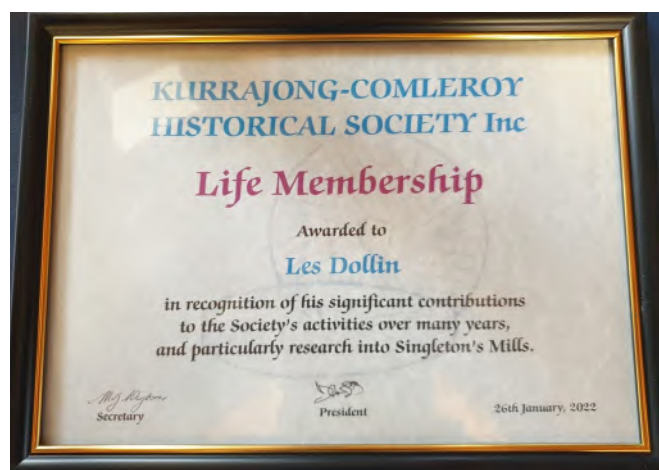 KURRAJONG-COMLEROY
HISTORICAL SOCIETY Inc
Life Membership
Awarded to
Les Dollin
in recognition of his significant contributions
to the Society's activities over many years,
and particularly research into Singleton's Mills.
Secretary
President
26th January, 2022